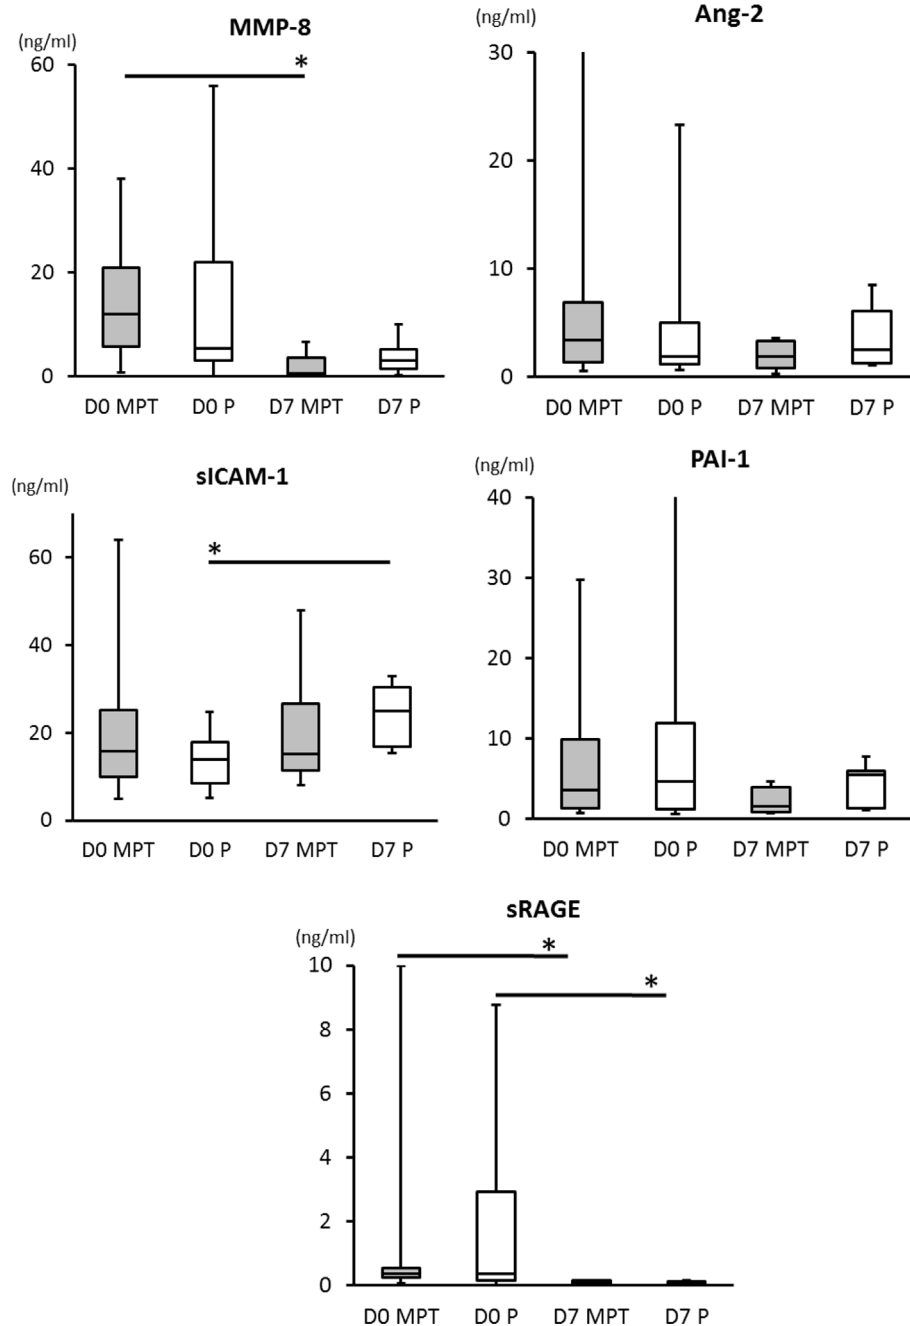 MMP-8
(ng/ml)
60
40
20
0
*
D0 MPT D0 P D7 MPT D7 P
Ang-2
(ng/ml)
30
20
10
0
D0 MPT D0 P D7 MPT D7 P
sICAM-1
(ng/ml)
60
40
20
0
*
D0 MPT D0 P D7 MPT D7 P
PAI-1
(ng/ml)
40
30
20
10
0
D0 MPT D0 P D7 MPT D7 P
sRAGE
(ng/ml)
10
8
6
4
2
0
*
*
D0 MPT D0 P D7 MPT D7 P